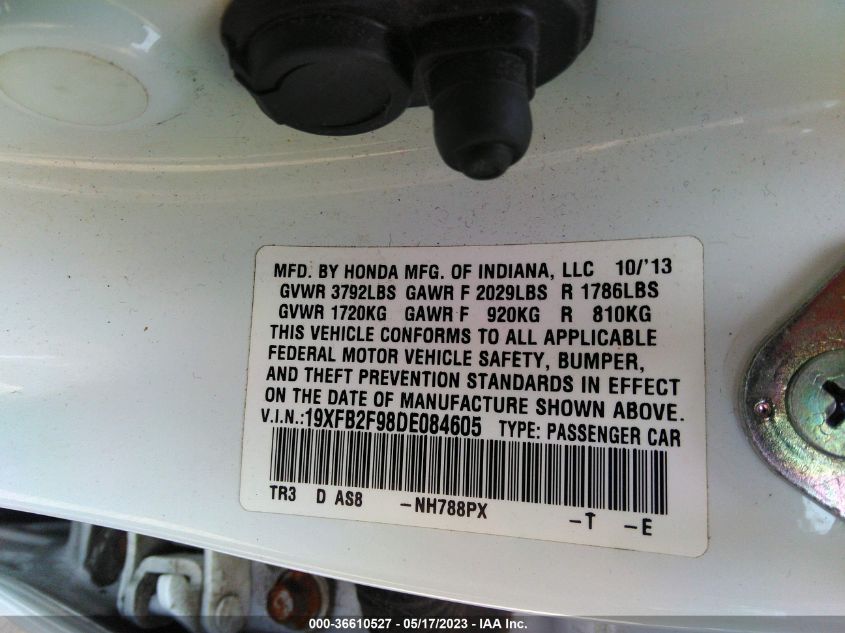 MFD. BY HONDA MFG. OF INDIANA, LLC 10/'13
GVWR 3792LBS GAWR F 2029LBS R 1786LBS
GVWR 1720KG GAWR F 920KG R 810KG
THIS VEHICLE CONFORMS TO ALL APPLICABLE
FEDERAL MOTOR VEHICLE SAFETY, BUMPER,
AND THEFT PREVENTION STANDARDS IN EFFECT
ON THE DATE OF MANUFACTURE SHOWN ABOVE.
V.I.N.:19XFB2F98DE084605 TYPE: PASSENGER CAR
TR3 D AS8 -NH788PX -T -E
000-36610527 - 05/17/2023 - IAA Inc.